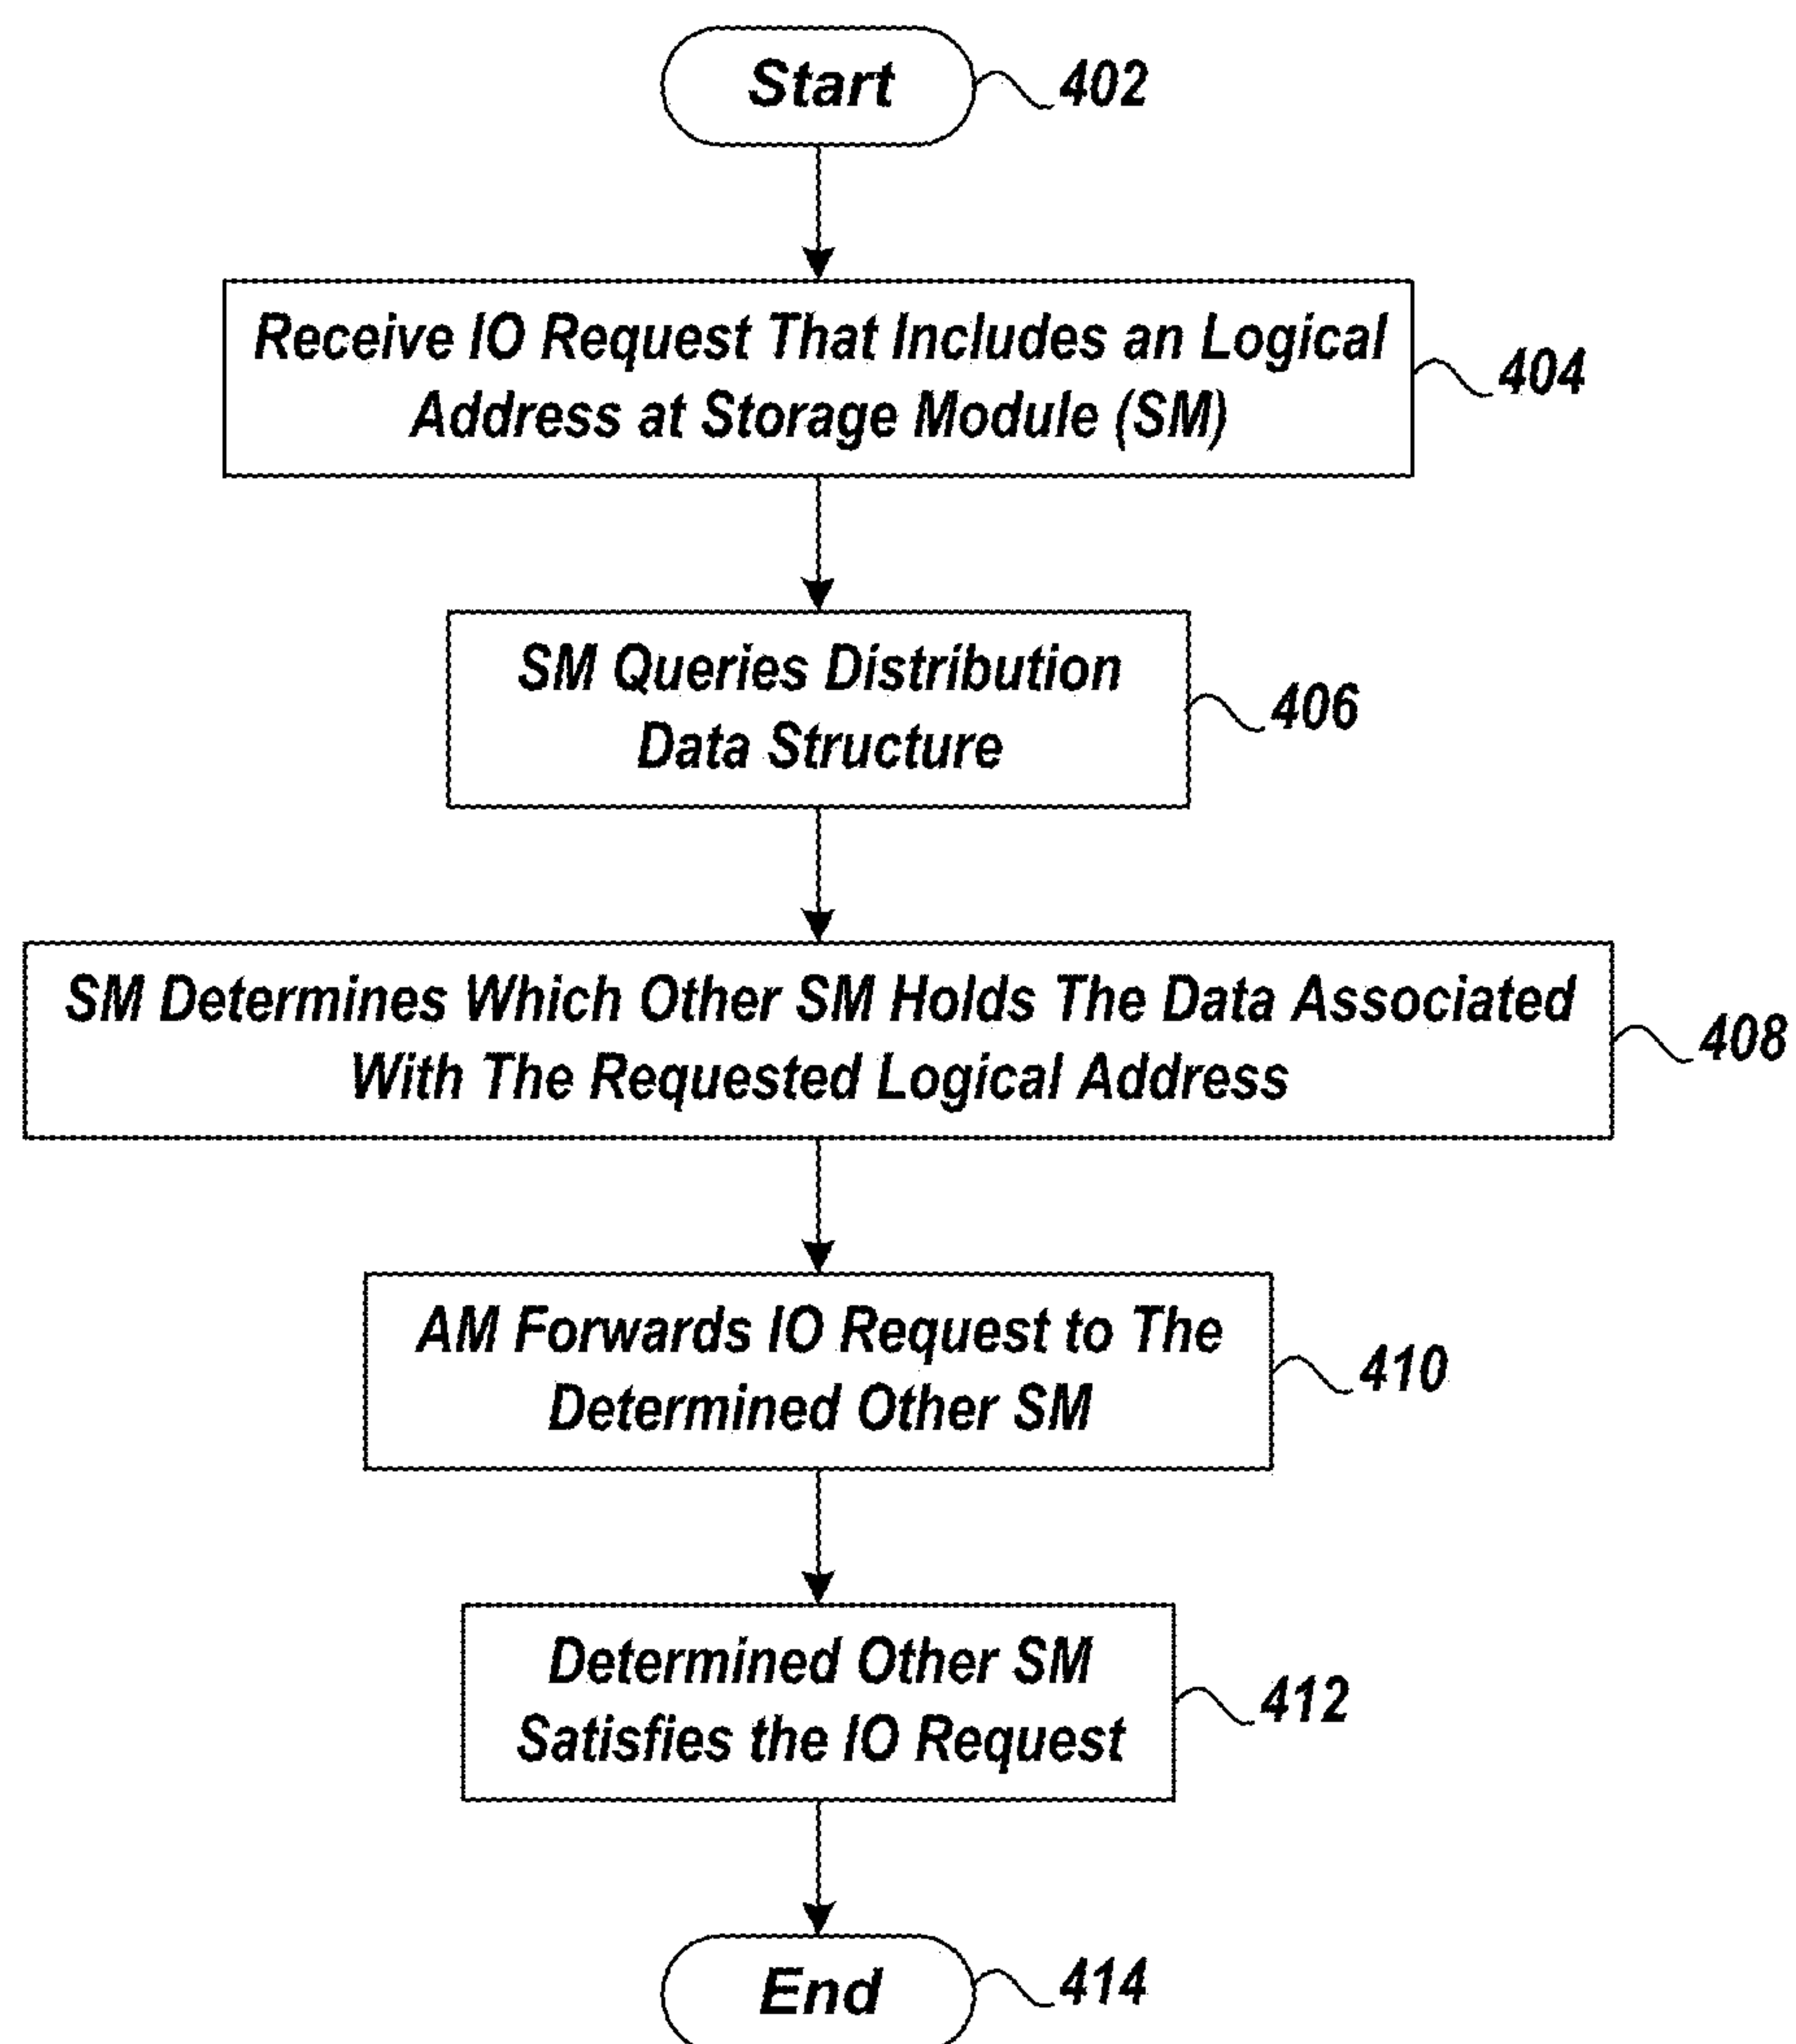 Start
402
Receive IO Request That Includes an Logical
Address at Storage Module (SM)
404
SM Queries Distribution
Data Structure
406
SM Determines Which Other SM Holds The Data Associated
With The Requested Logical Address
408
AM Forwards IO Request to The
Determined Other SM
410
Determined Other SM
Satisfies the IO Request
412
End
414